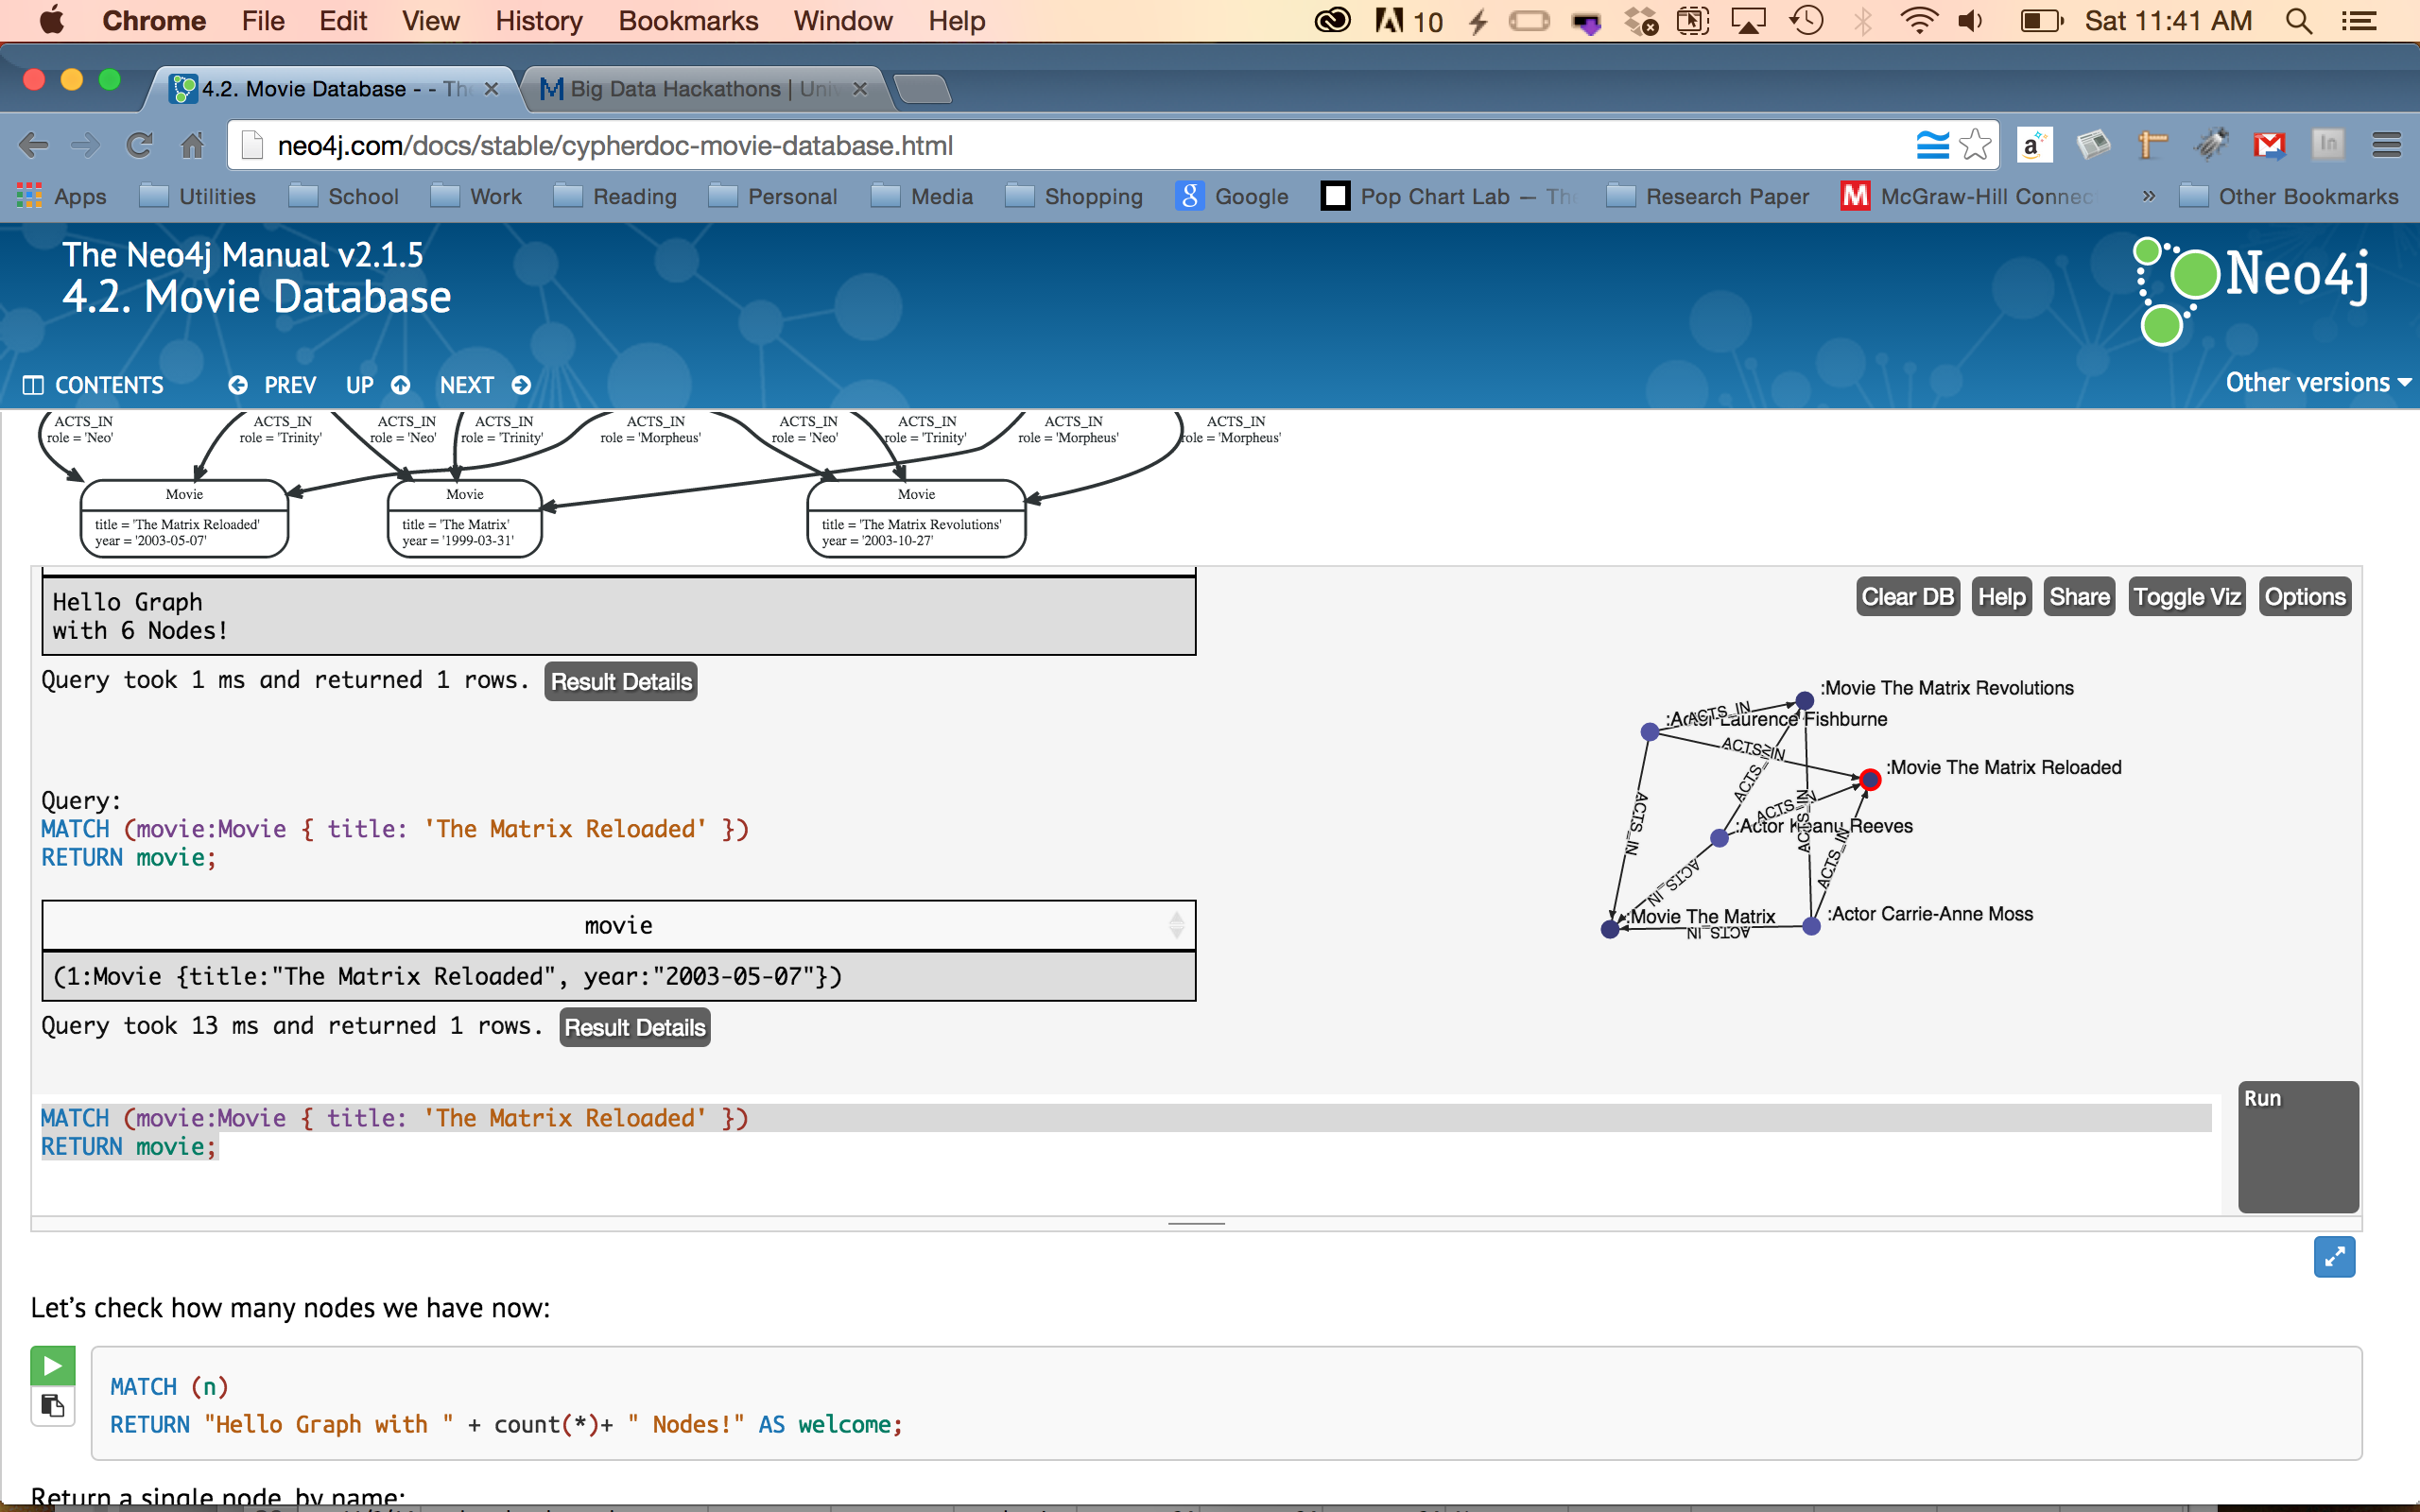 Chrome File Edit View History Bookmarks Window Help 10 Sat 11:41 AM
4.2. Movie Database - - Th
Big Data Hackathons | Uni
neo4j.com/docs/stable/cypherdoc-movie-database.html
Apps Utilities School Work Reading Personal Media Shopping Google Pop Chart Lab — Th Research Paper McGraw-Hill Connec » Other Bookmarks
The Neo4j Manual v2.1.5
4.2. Movie Database
Neo4j
CONTENTS PREV UP NEXT
Other versions
ACTS_IN ACTS_IN ACTS_IN ACTS_IN ACTS_IN ACTS_IN ACTS_IN ACTS_IN ACTS_IN
role = 'Neo' role = 'Trinity' role = 'Neo' role = 'Trinity' role = 'Morpheus' role = 'Neo' role = 'Trinity' role = 'Morpheus' role = 'Morpheus'
Movie Movie Movie
title = 'The Matrix Reloaded' title = 'The Matrix' title = 'The Matrix Revolutions'
year = '2003-05-07' year = '1999-03-31' year = '2003-10-27'
Clear DB Help Share Toggle Viz Options
Hello Graph
with 6 Nodes!
Query took 1 ms and returned 1 rows. Result Details
Query:
MATCH (movie:Movie { title: 'The Matrix Reloaded' })
RETURN movie;
movie
(1:Movie {title:"The Matrix Reloaded", year:"2003-05-07"})
Query took 13 ms and returned 1 rows. Result Details
:Movie The Matrix Revolutions
ACTS_IN
:Actor Laurence Fishburne
ACTS_IN
:Movie The Matrix Reloaded
ACTS_IN
ACTS_IN
ACTS_IN
:Actor Keanu Reeves
ACTS_IN
ACTS_IN
ACTS_IN
:Movie The Matrix
:Actor Carrie-Anne Moss
ACTS_IN
MATCH (movie:Movie { title: 'The Matrix Reloaded' })
RETURN movie;
Run
Let's check how many nodes we have now:
MATCH (n)
RETURN "Hello Graph with " + count(*)+ " Nodes!" AS welcome;
Return a single node, by name: